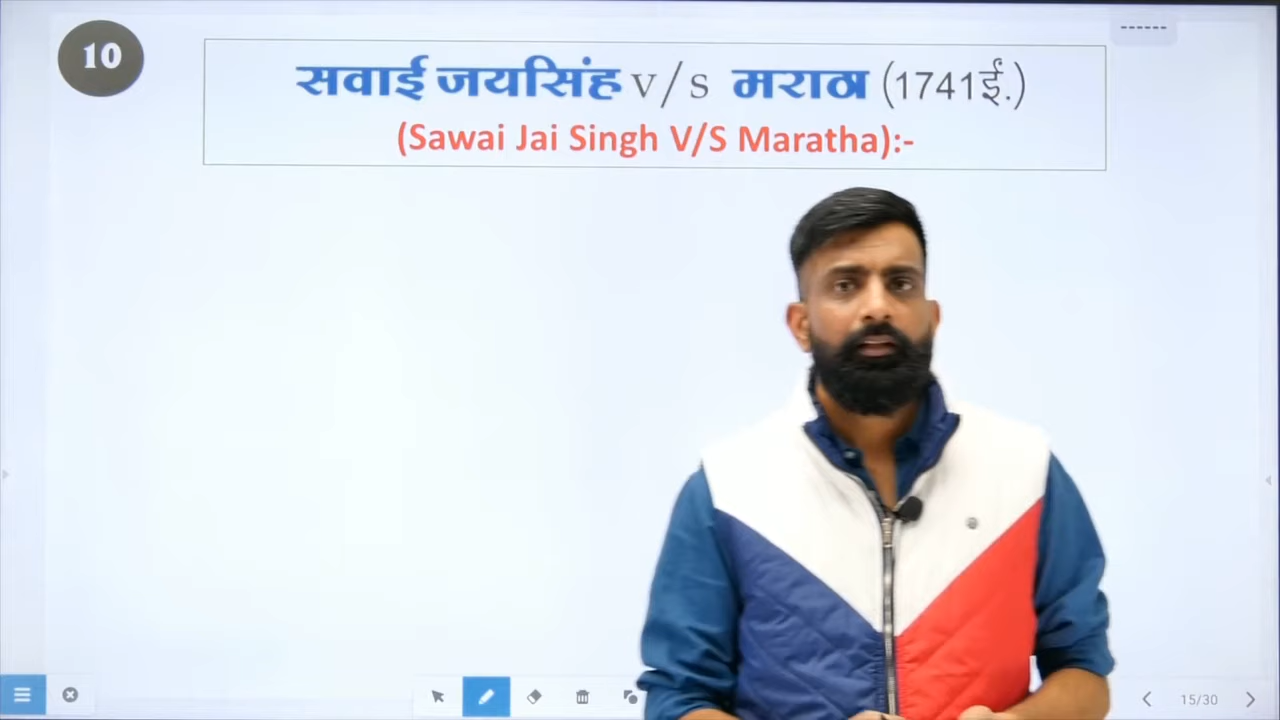 10
------
सवाई जयसिंह v/s मराठा (1741ई.)
(Sawai Jai Singh V/S Maratha):-
15/30